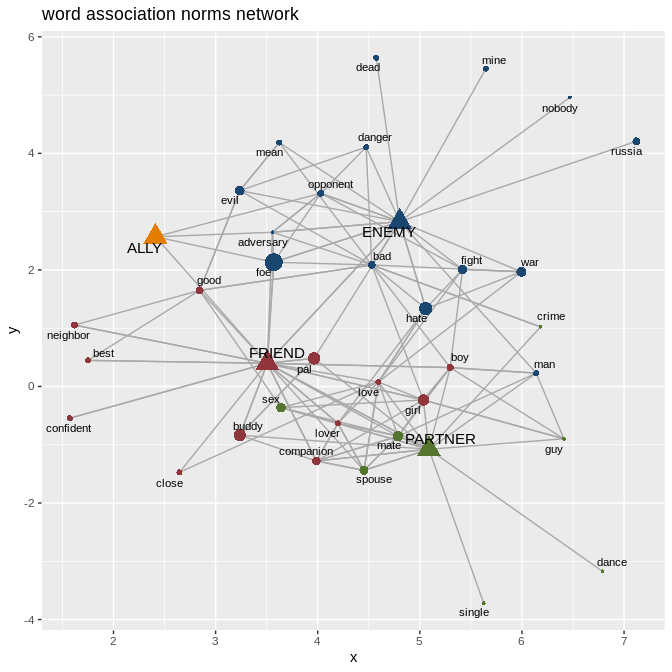 word association norms network
6
dead
mine
nobody
4
danger
russia
mean
opponent
evil
ENEMY
ALLY
adversary
bad
fight
war
2
foe
good
hate
crime
neighbor
best
FRIEND
boy
pal
man
0
love
sex
girl
confident
buddy
lover
PARTNER
mate
companion
guy
close
spouse
-2
dance
single
-4
2
3
4
5
6
7
x
y